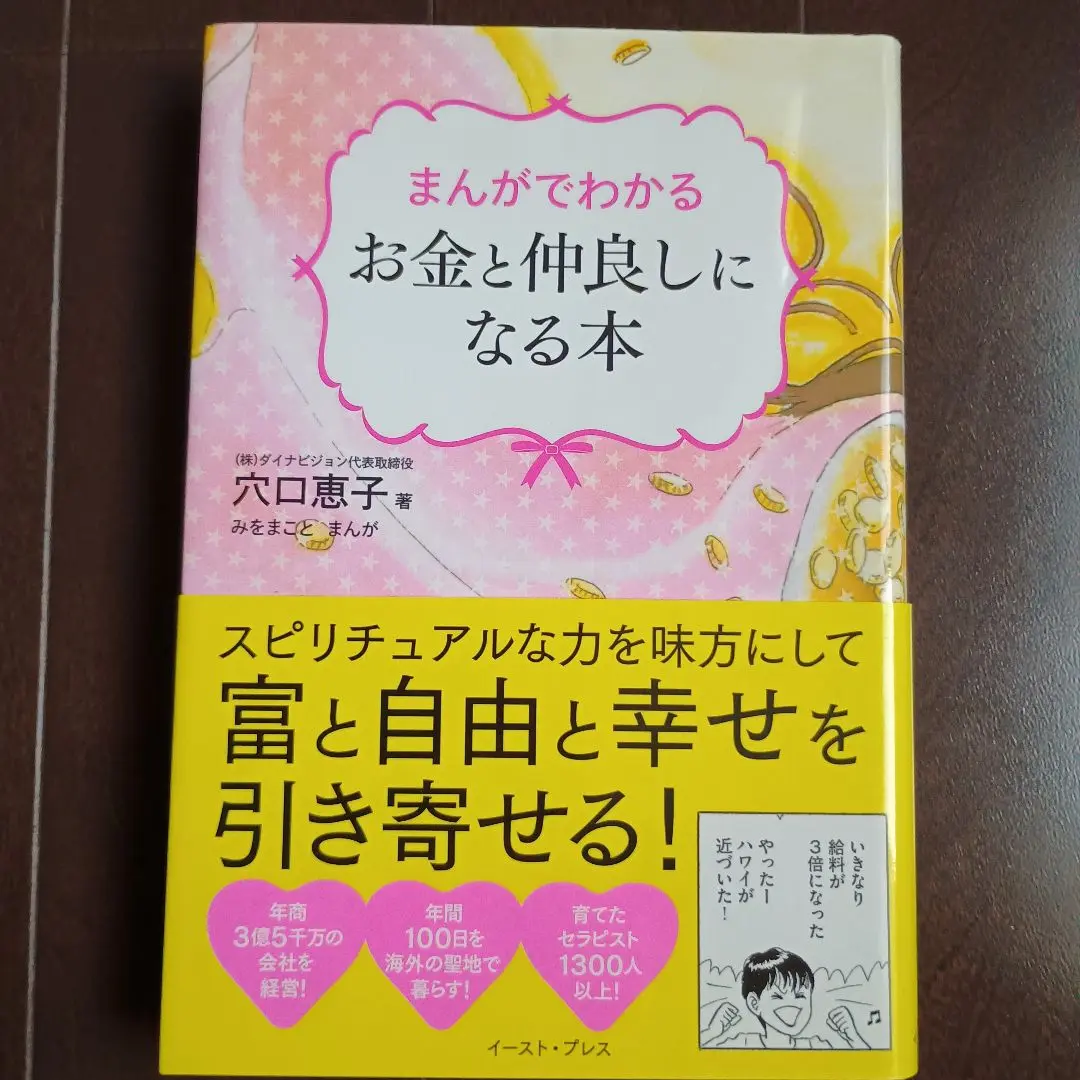 まんがでわかる
お金と仲良しに
なる本
(株)ダイナビジョン代表取締役
穴口恵子 著
みをまこと まんが
スピリチュアルな力を味方にして
富と自由と幸せを
引き寄せる!
年商
3億5千万の
会社を
経営!
年間
100日を
海外の聖地で
暮らす!
育てた
セラピスト
1300人
以上!
いきなり
給料が
3倍になった
やったー
ハワイが
近づいた!
イースト・プレス